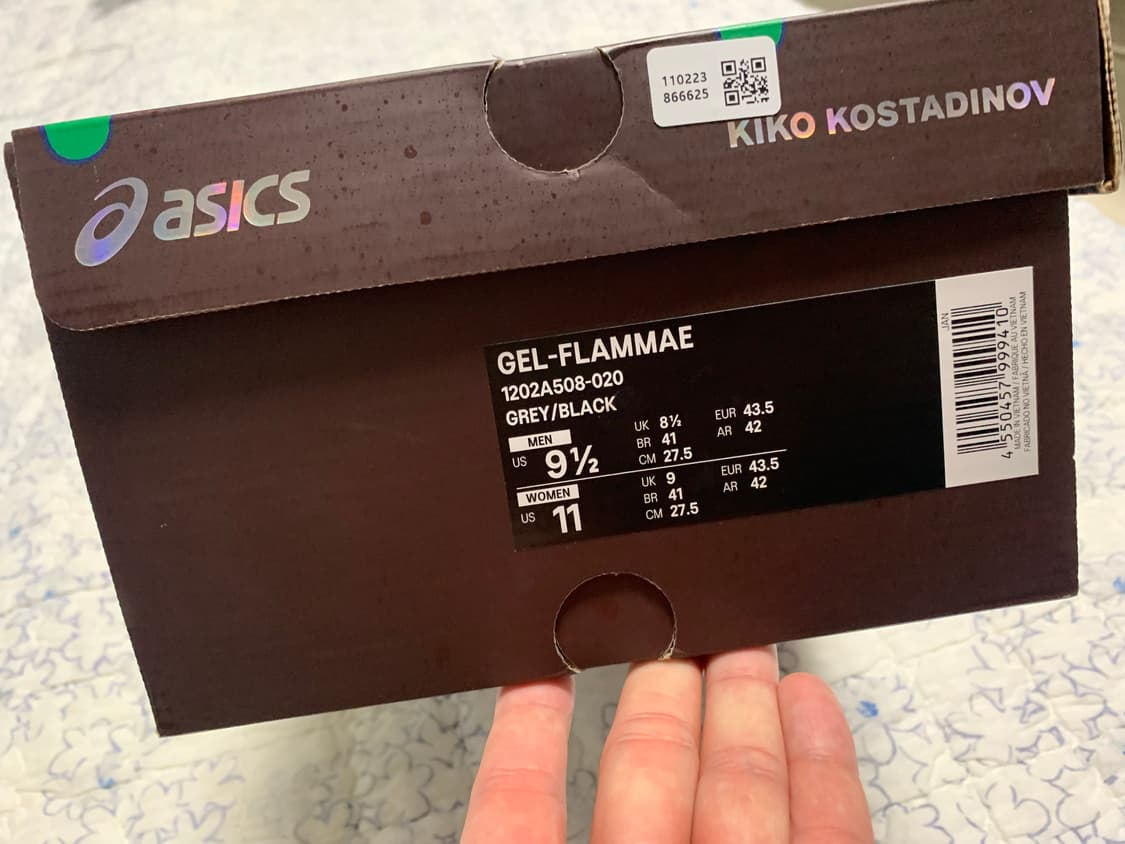 110223
866625
KIKO KOSTADINOV
asics
GEL-FLAMMAE
1202A508-020
GREY/BLACK
MEN
US 9½
UK 8½
BR 41
CM 27.5
EUR 43.5
AR 42
WOMEN
US 11
UK 9
BR 41
CM 27.5
EUR 43.5
AR 42
JAN
4 550457 999410
MADE IN VIETNAM / FABRIQUÉ AU VIETNAM
FABRICADO NO VIETNÃ / HECHO EN VIETNAM